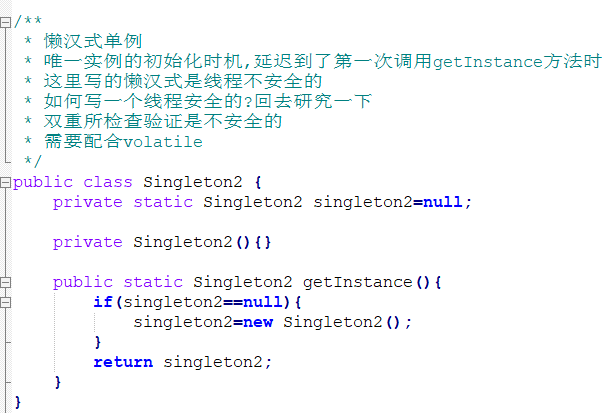 /**
 * 懒汉式单例
 * 唯一实例的初始化时机,延迟到了第一次调用getInstance方法时
 * 这里写的懒汉式是线程不安全的
 * 如何写一个线程安全的?回去研究一下
 * 双重所检查验证是不安全的
 * 需要配合volatile
 */
public class Singleton2 {
    private static Singleton2 singleton2=null;

    private Singleton2(){}

    public static Singleton2 getInstance(){
        if(singleton2==null){
            singleton2=new Singleton2();
        }
        return singleton2;
    }
}